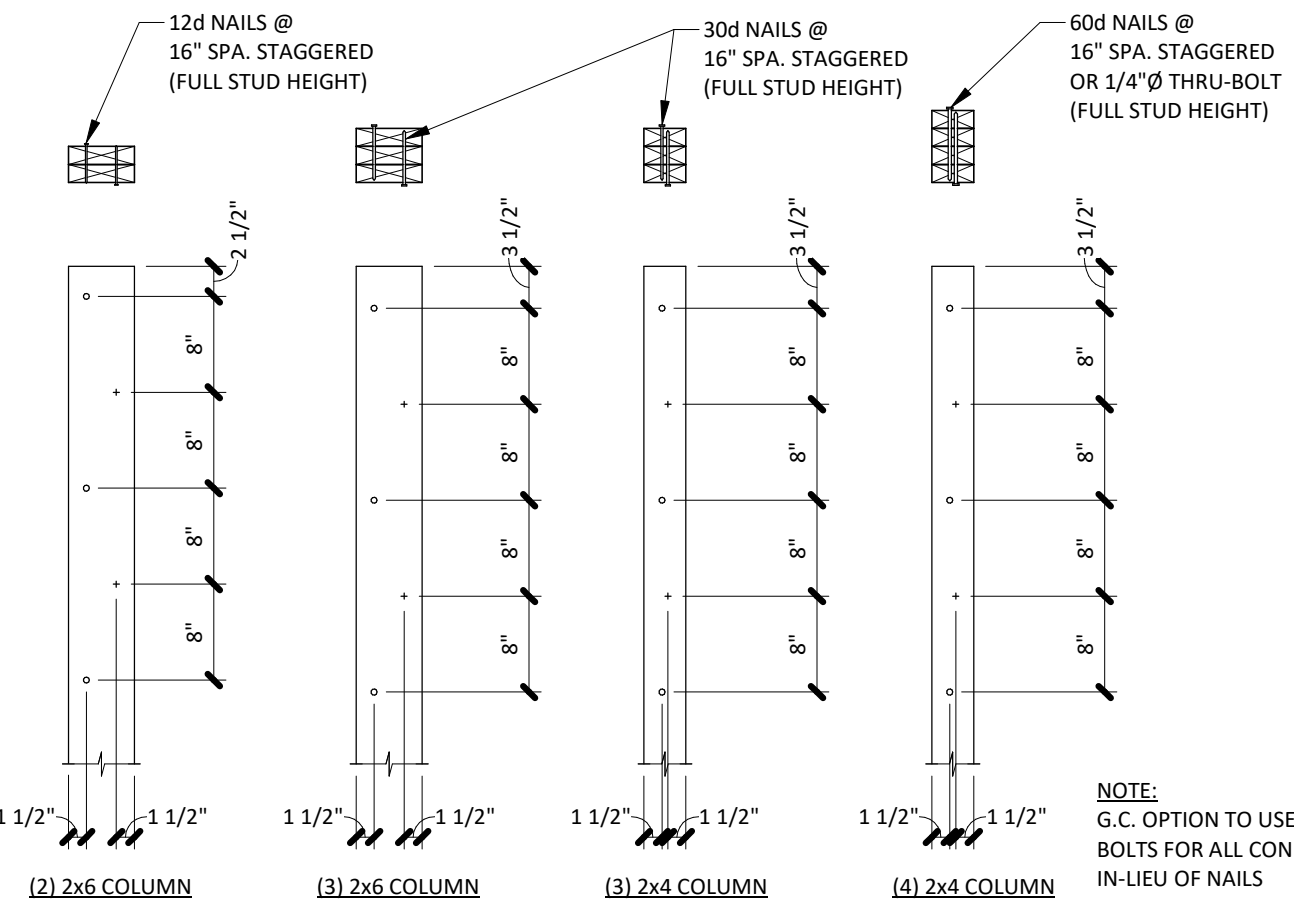 12d NAILS @
16" SPA. STAGGERED
(FULL STUD HEIGHT)
30d NAILS @
16" SPA. STAGGERED
(FULL STUD HEIGHT)
60d NAILS @
16" SPA. STAGGERED
OR 1/4"Ø THRU-BOLT
(FULL STUD HEIGHT)
2 1/2"
8"
8"
8"
8"
1 1/2"
1 1/2"
(2) 2x6 COLUMN
3 1/2"
8"
8"
8"
8"
1 1/2"
1 1/2"
(3) 2x6 COLUMN
3 1/2"
8"
8"
8"
8"
1 1/2"
1 1/2"
(3) 2x4 COLUMN
3 1/2"
8"
8"
8"
8"
1 1/2"
1 1/2"
(4) 2x4 COLUMN
NOTE:
G.C. OPTION TO USE
BOLTS FOR ALL CON
IN-LIEU OF NAILS